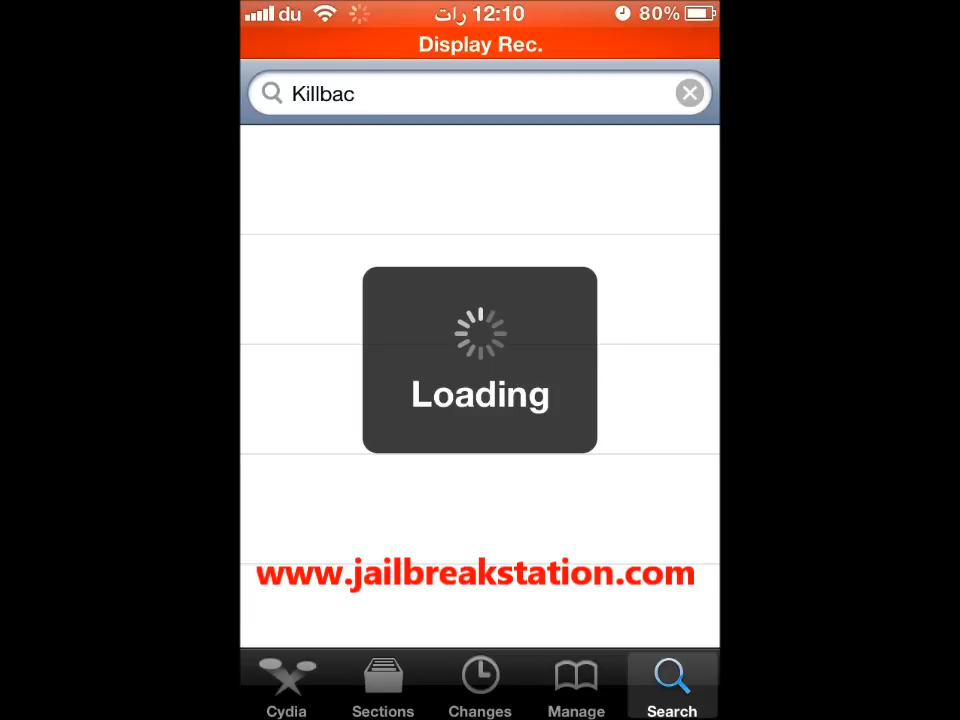 du 12:10 رات 80%
Display Rec.
Killbac
Loading
www.jailbreakstation.com
Cydia Sections Changes Manage Search